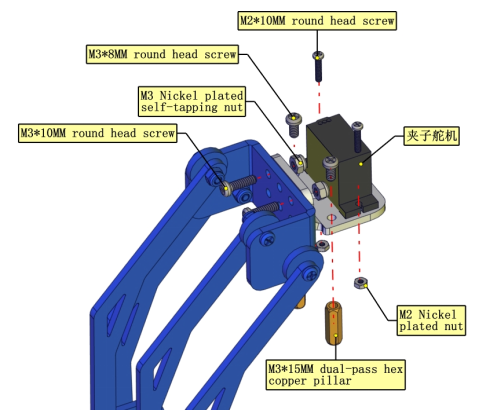 M2*10MM round head screw
M3*8MM round head screw
M3 Nickel plated
self-tapping nut
M3*10MM round head screw
夹子舵机
M2 Nickel
plated nut
M3*15MM dual-pass hex
copper pillar